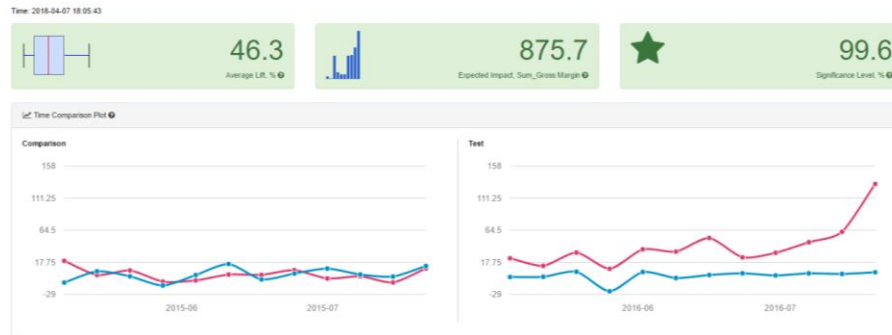 Time: 2018-04-07 18:05:43
46.3
Average Lift, %
875.7
Expected Impact, Sum_Gross Margin
99.6
Significance Level, %
Time Comparison Plot
Comparison
158
111.25
64.5
17.75
-29
2015-06
2015-07
Test
158
111.25
64.5
17.75
-29
2016-06
2016-07